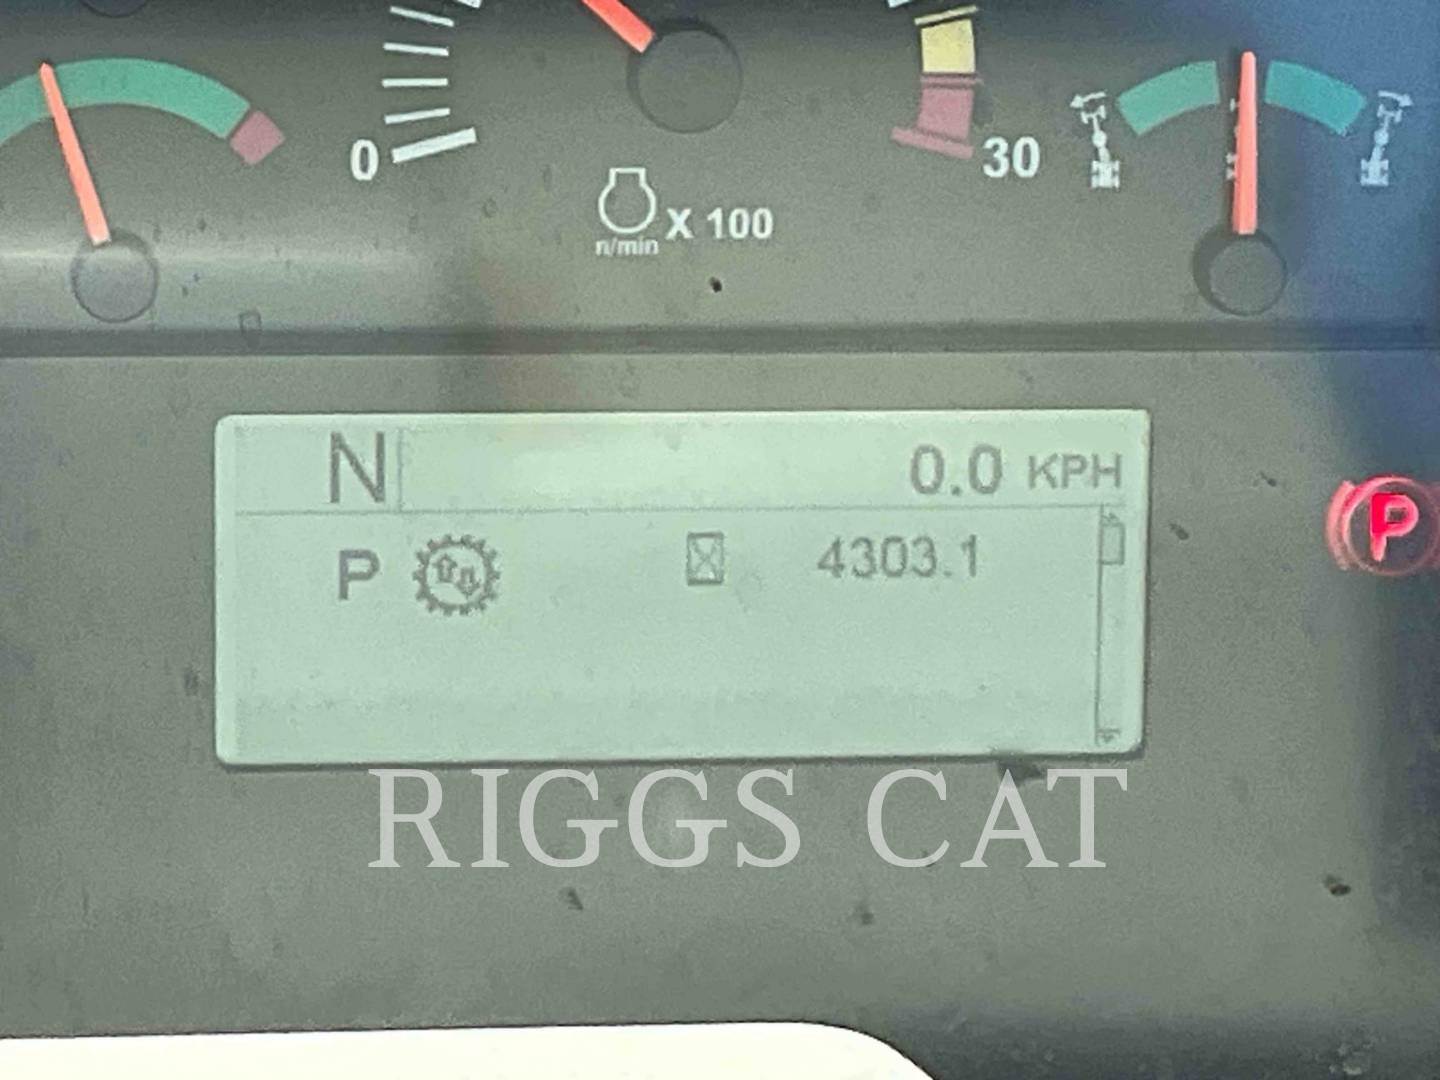 0
30
X 100
n/min
N
0.0 KPH
P
4303.1
P
RIGGS CAT